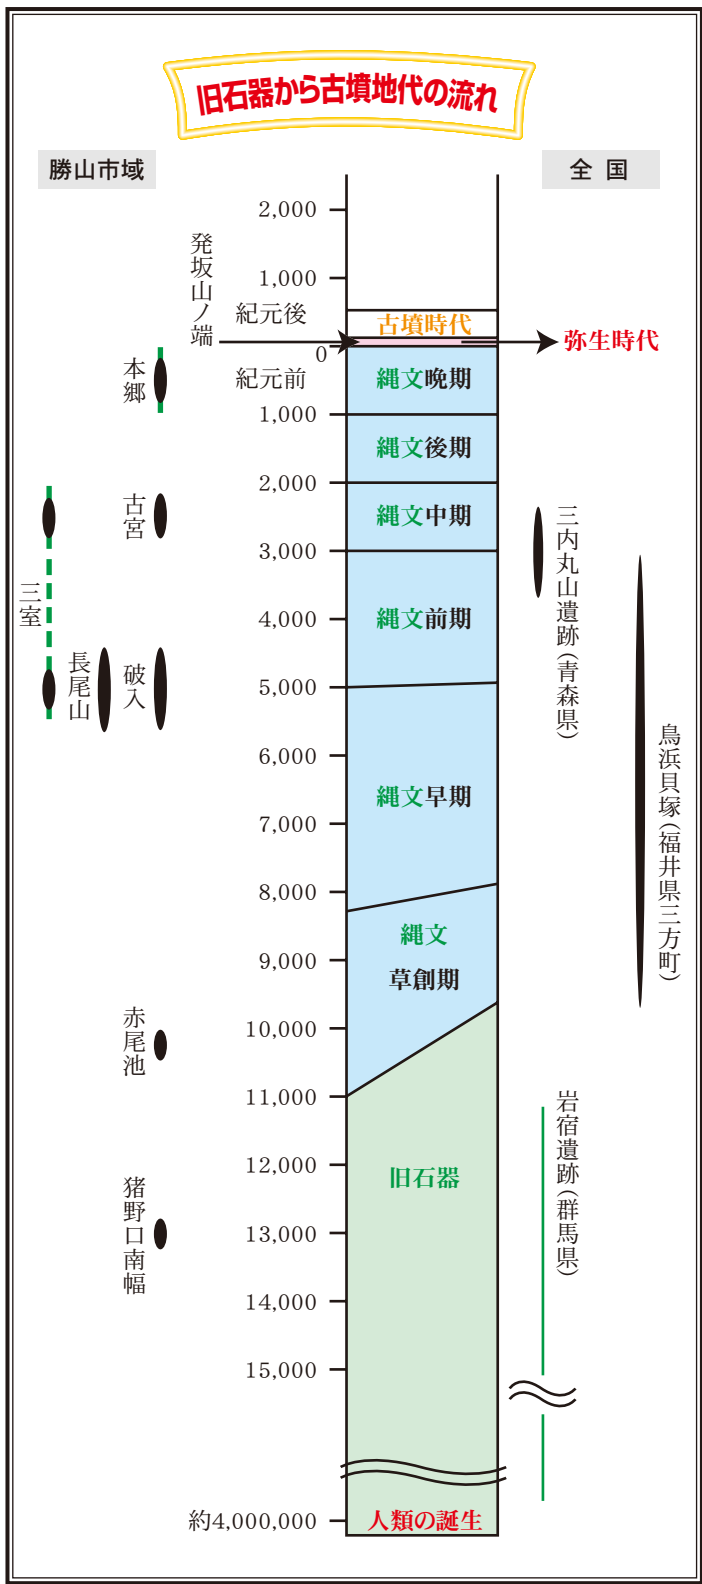 旧石器から古墳地代の流れ
勝山市域
全国
2,000
1,000
紀元後
0
紀元前
1,000
2,000
3,000
4,000
5,000
6,000
7,000
8,000
9,000
10,000
11,000
12,000
13,000
14,000
15,000
約4,000,000
古墳時代
弥生時代
縄文晩期
縄文後期
縄文中期
縄文前期
縄文早期
縄文
草創期
旧石器
人類の誕生
発坂山ノ端
本郷
古宮
三室
長尾山
破入
赤尾池
猪野口南幅
三内丸山遺跡(青森県)
鳥浜貝塚(福井県三方町)
岩宿遺跡(群馬県)